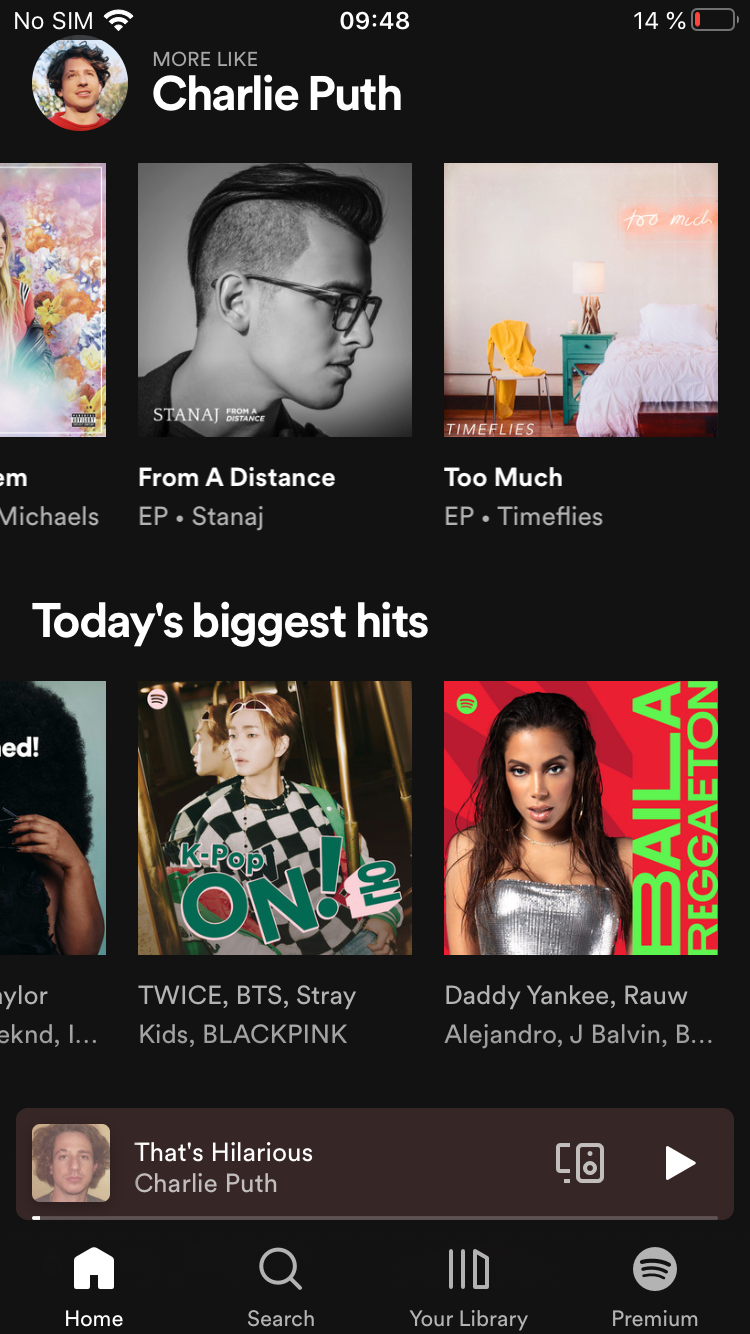 No SIM
09:48
14 %
MORE LIKE
Charlie Puth
too much
STANAJ FROM A
DISTANCE
TIMEFLIES
em
From A Distance
Too Much
Michaels
EP • Stanaj
EP • Timeflies
Today's biggest hits
ned!
K-Pop
ON! 온
BAILA
REGGAETON
aylor
TWICE, BTS, Stray
Daddy Yankee, Rauw
eknd, I...
Kids, BLACKPINK
Alejandro, J Balvin, B...
That's Hilarious
Charlie Puth
Home
Search
Your Library
Premium